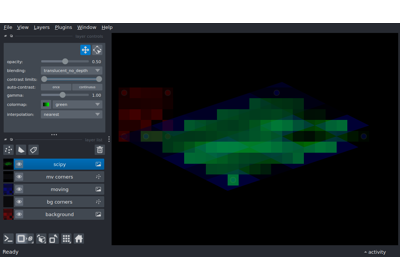 File View Layers Plugins Window Help
opacity: 0.50
blending: translucent_no_depth
contrast limits:
auto-contrast: once continuous
gamma: 1.00
colormap: green
interpolation: nearest
scipy
mv corners
moving
bg corners
background
Ready activity